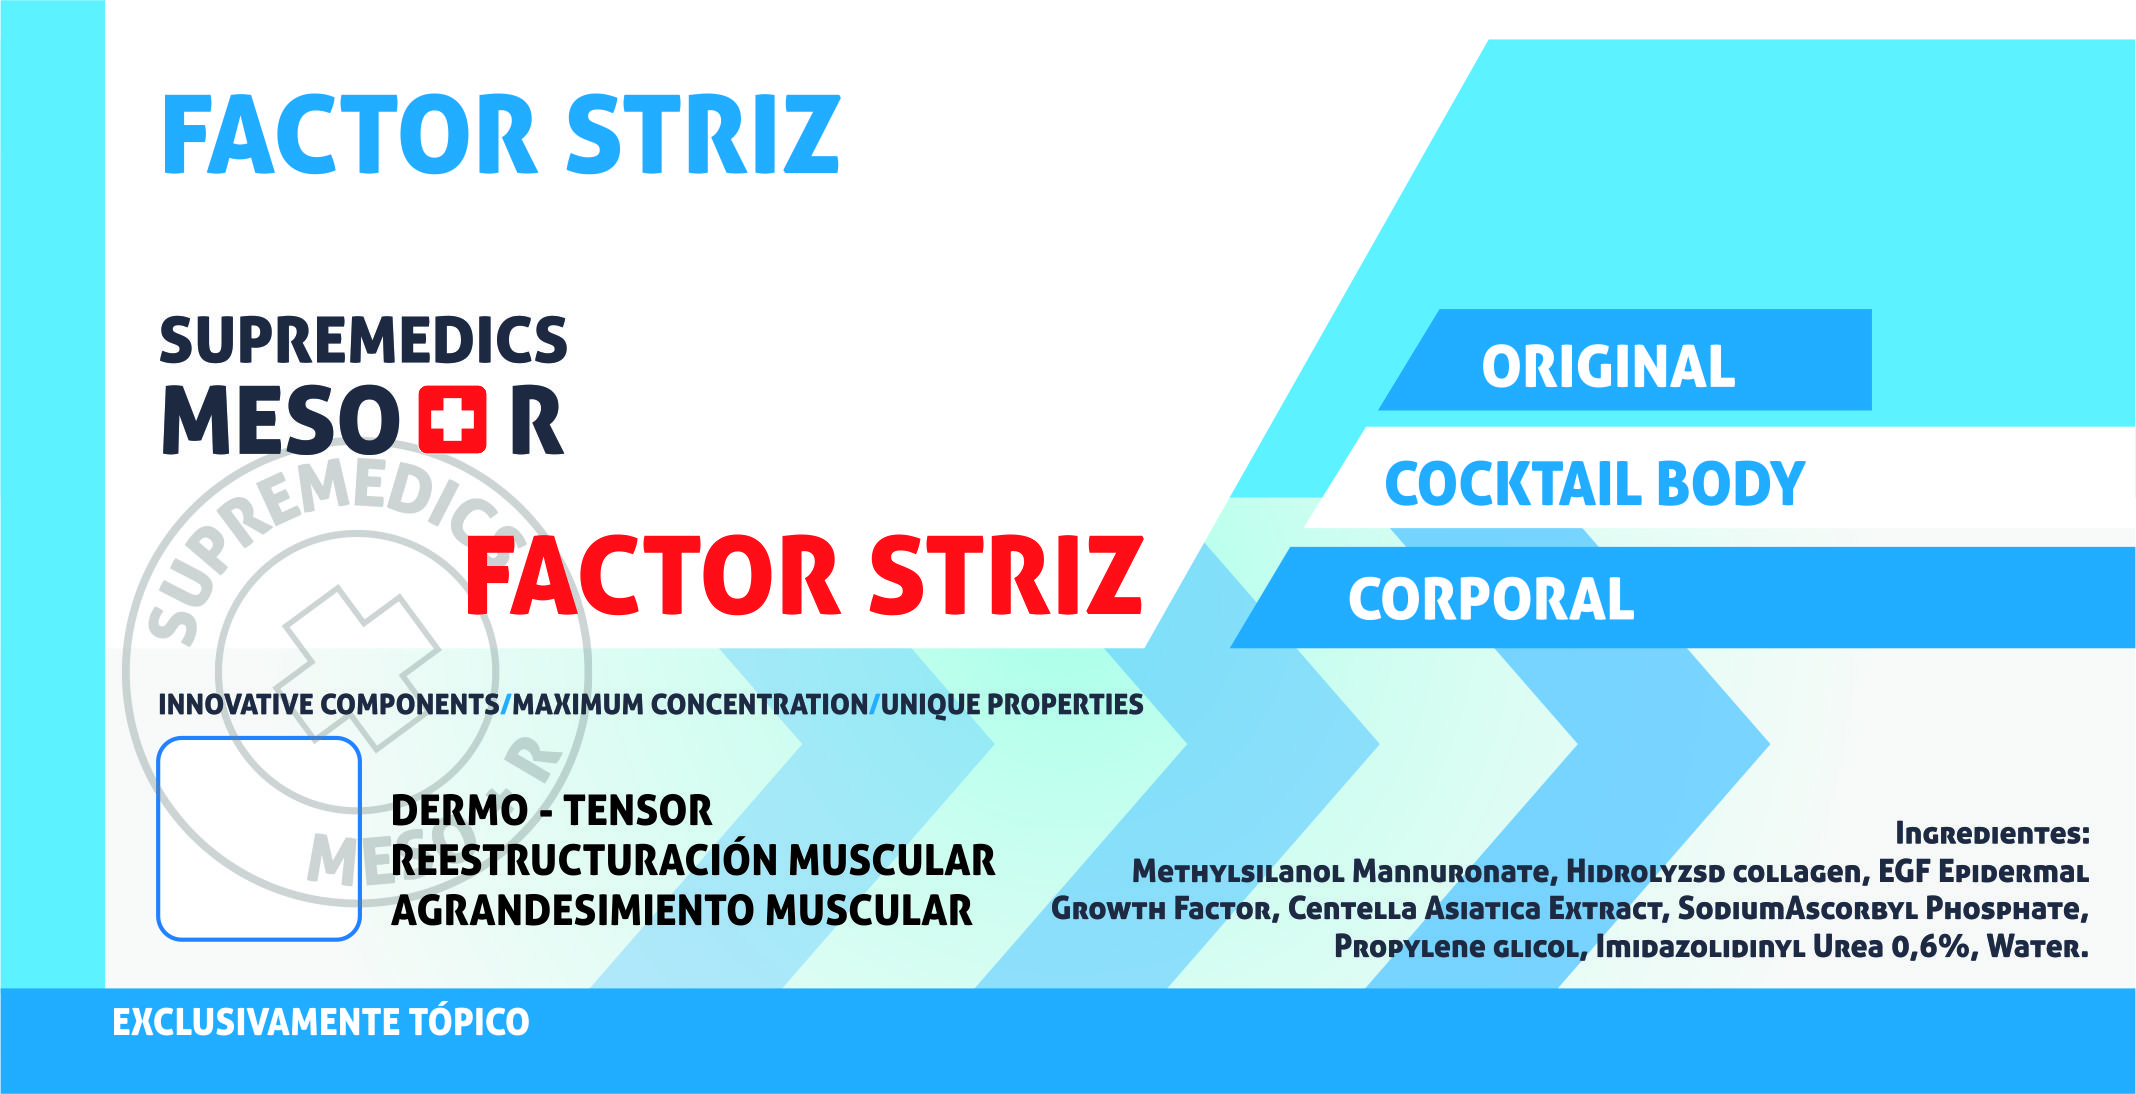 FACTOR STRIZ
SUPREMEDICS
MESO R
SUPREMEDICS
MESO + R
FACTOR STRIZ
ORIGINAL
COCKTAIL BODY
CORPORAL
INNOVATIVE COMPONENTS/MAXIMUM CONCENTRATION/UNIQUE PROPERTIES
DERMO - TENSOR
REESTRUCTURACIÓN MUSCULAR
AGRANDESIMIENTO MUSCULAR
Ingredientes:
Methylsilanol Mannuronate, Hidrolyzsd collagen, EGF Epidermal
Growth Factor, Centella Asiatica Extract, SodiumAscorbyl Phosphate,
Propylene glicol, Imidazolidinyl Urea 0,6%, Water.
EXCLUSIVAMENTE TÓPICO